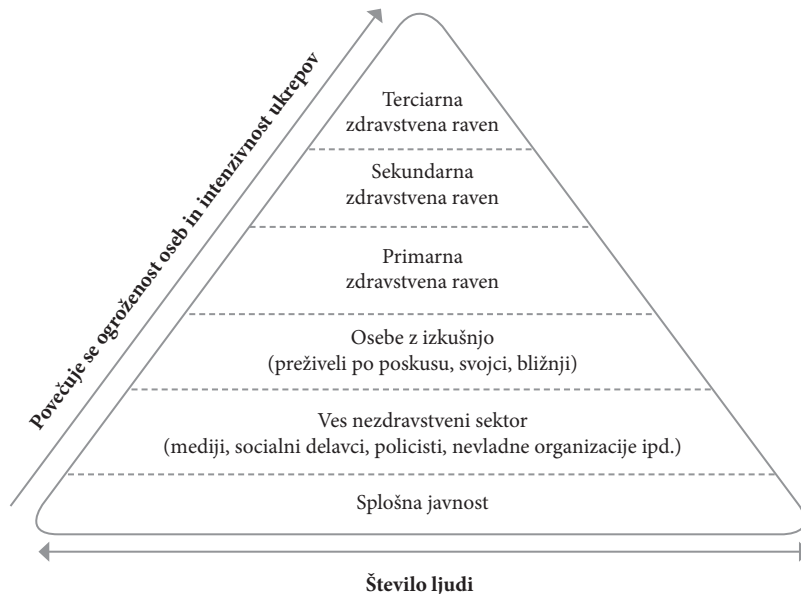 Povečuje se ogroženost oseb in intenzivnost ukrepov
Terciarna
zdravstvena raven
Sekundarna
zdravstvena raven
Primarna
zdravstvena raven
Osebe z izkušnjo
(preživeli po poskusu, svojci, bližnji)
Ves nezdravstveni sektor
(mediji, socialni delavci, policisti, nevladne organizacije ipd.)
Splošna javnost
Število ljudi